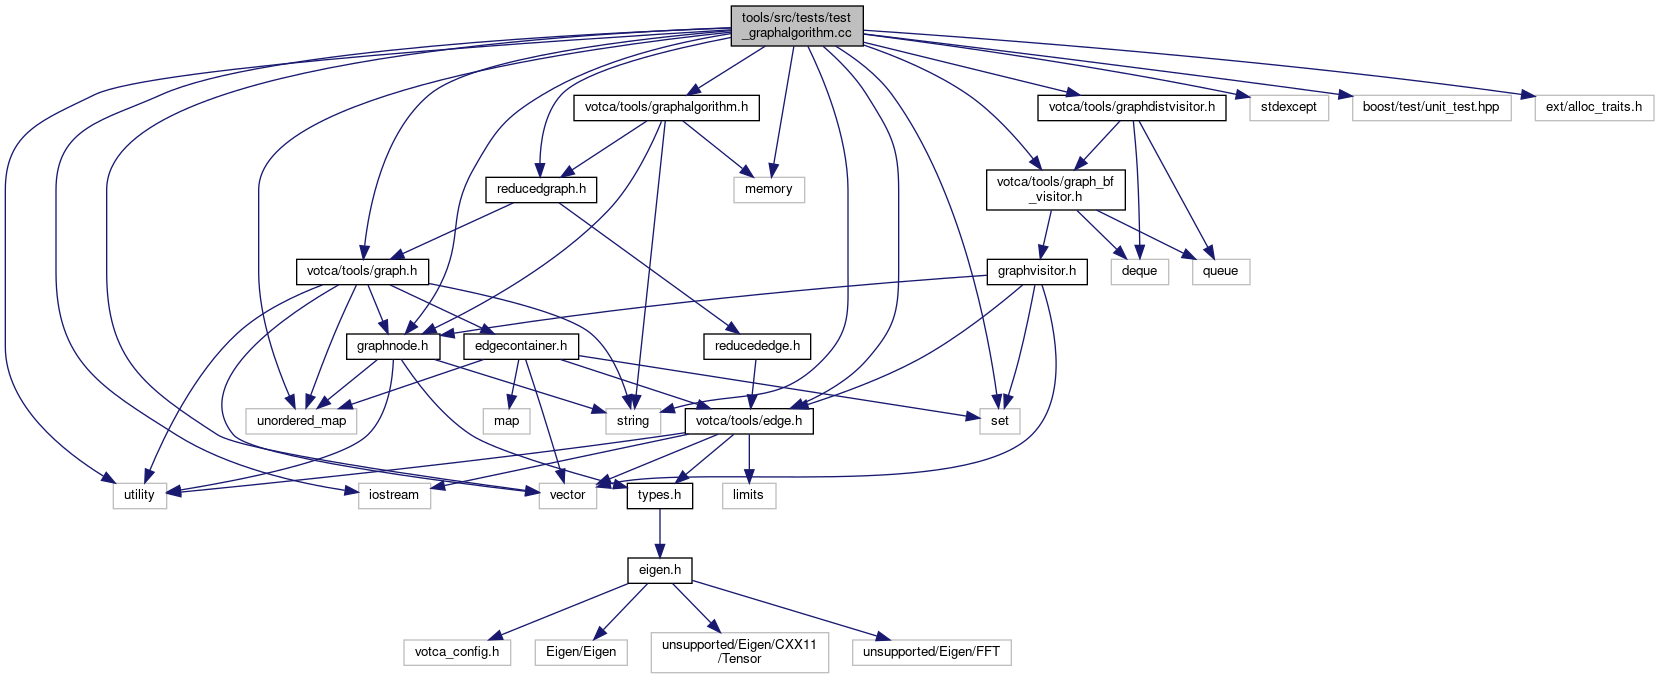 tools/src/tests/test
_graphalgorithm.cc
votca/tools/graphalgorithm.h
votca/tools/graphdistvisitor.h
stdexcept
boost/test/unit_test.hpp
ext/alloc_traits.h
reducedgraph.h
memory
votca/tools/graph_bf
_visitor.h
votca/tools/graph.h
graphvisitor.h
deque
queue
graphnode.h
edgecontainer.h
reducededge.h
unordered_map
map
string
votca/tools/edge.h
set
utility
iostream
vector
types.h
limits
eigen.h
votca_config.h
Eigen/Eigen
unsupported/Eigen/CXX11
/Tensor
unsupported/Eigen/FFT